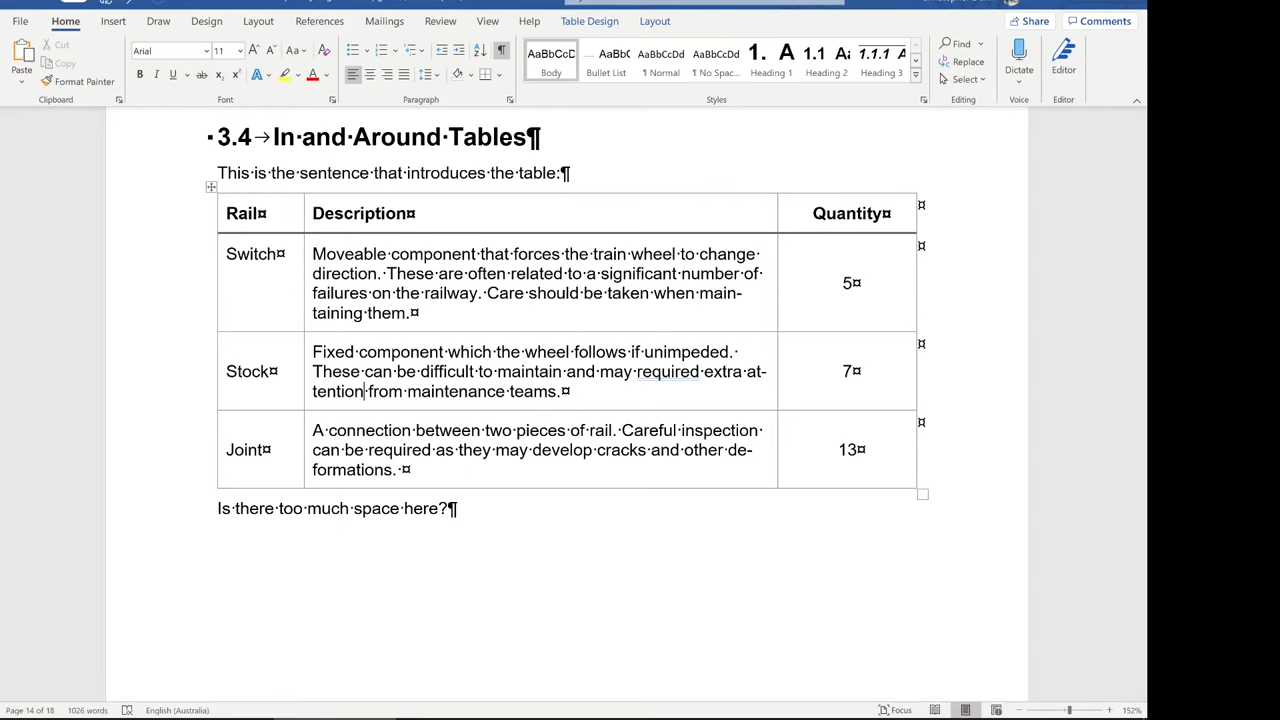 File Home Insert Draw Design Layout References Mailings Review View Help Table Design Layout Share Comments
Paste Cut Copy Format Painter
Clipboard
Arial 11
Font
Paragraph
AaBbCcD AaBbC AaBbCcDd AaBbCcDd 1. A 1.1 A 1.1.1 A
Body Bullet List ¶ Normal ¶ No Spac... Heading 1 Heading 2 Heading 3
Styles
Find
Replace
Select
Editing
Dictate
Voice
Editor
Editor
3.4→In·and·Around·Tables¶
This·is·the·sentence·that·introduces·the·table:¶
Rail¤ Description¤ Quantity¤ ¤
Switch¤ Moveable·component·that·forces·the·train·wheel·to·change·
direction.·These·are·often·related·to·a·significant·number·of·
failures·on·the·railway.·Care·should·be·taken·when·main-
taining·them.¤
5¤ ¤
Stock¤ Fixed·component·which·the·wheel·follows·if·unimpeded.·
These·can·be·difficult·to·maintain·and·may·required·extra·at-
tention·from·maintenance·teams.¤
7¤ ¤
Joint¤ A·connection·between·two·pieces·of·rail.·Careful·inspection·
can·be·required·as·they·may·develop·cracks·and·other·de-
formations.·¤
13¤ ¤
Is·there·too·much·space·here?¶
Page 14 of 18 1026 words English (Australia) Focus 152%